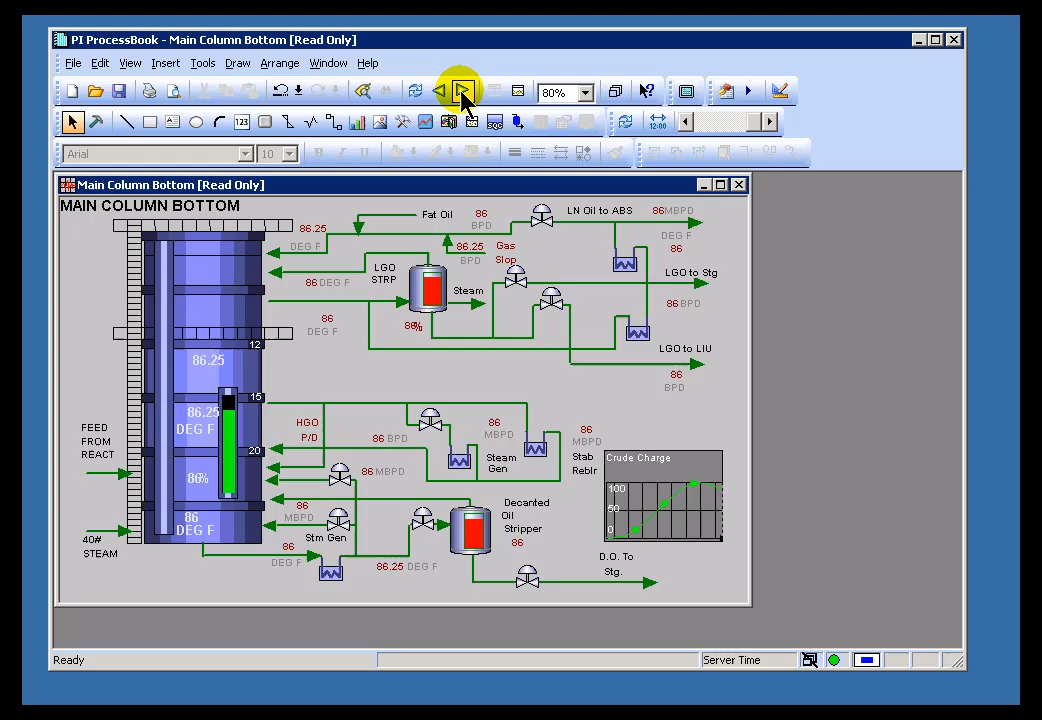 PI ProcessBook - Main Column Bottom [Read Only]
File Edit View Insert Tools Draw Arrange Window Help
80%
123
SQC
12:00
Arial 10 B I U
Main Column Bottom [Read Only]
MAIN COLUMN BOTTOM
Fat Oil
86
BPD
LN Oil to ABS
86MBPD
DEG F
86
86.25
DEG F
86.25
BPD
Gas
Slop
LGO
STRP
86 DEG F
Steam
LGO to Stg
86 BPD
86
DEG F
86%
12
LGO to LIU
86
BPD
86.25
15
86.25
DEG F
HGO
P/D
86 BPD
86
MBPD
Steam
Gen
86
MBPD
Stab
Reblr
FEED
FROM
REACT
20
86%
86 MBPD
Crude Charge
100
50
0
86
MBPD
Decanted
Oil
Stripper
86
86
DEG F
40#
STEAM
Stm Gen
86
DEG F
86.25 DEG F
D.O. To
Stg.
Ready
Server Time